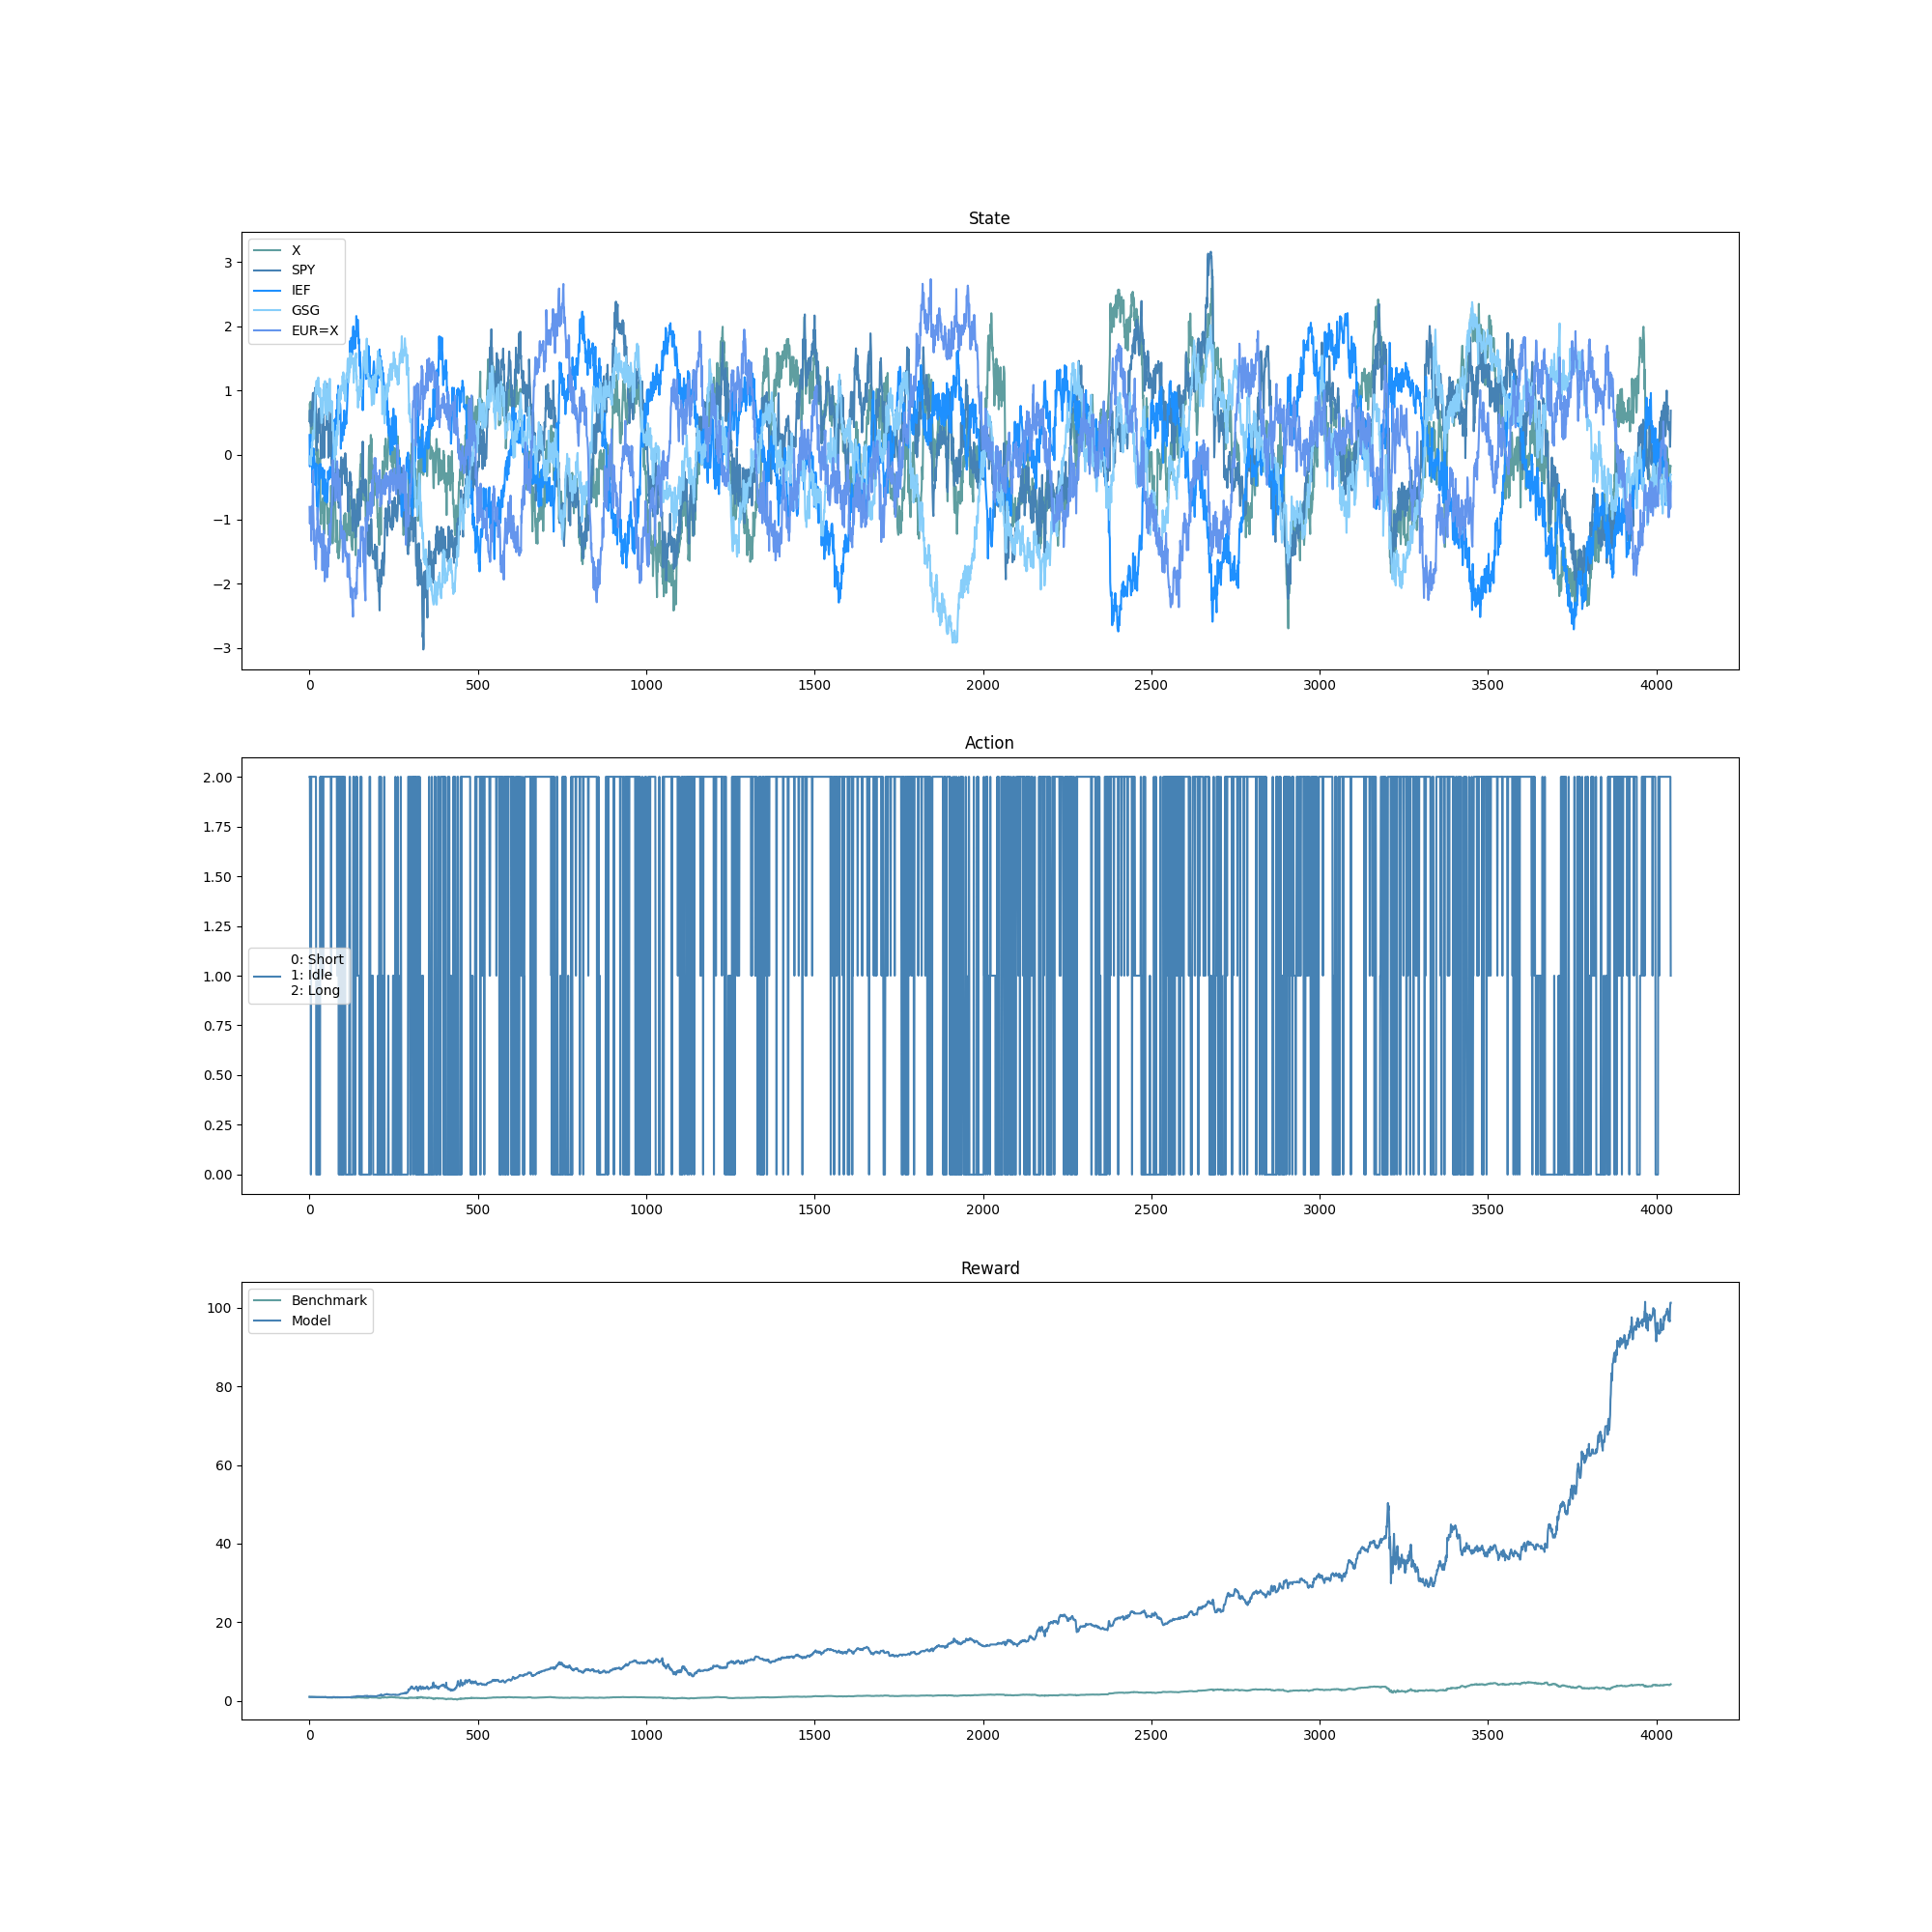 State
X
SPY
IEF
GSG
EUR=X
3
2
1
0
−1
−2
−3
0 500 1000 1500 2000 2500 3000 3500 4000
Action
2.00
1.75
1.50
1.25
1.00
0.75
0.50
0.25
0.00
0: Short
1: Idle
2: Long
0 500 1000 1500 2000 2500 3000 3500 4000
Reward
Benchmark
Model
100
80
60
40
20
0
0 500 1000 1500 2000 2500 3000 3500 4000